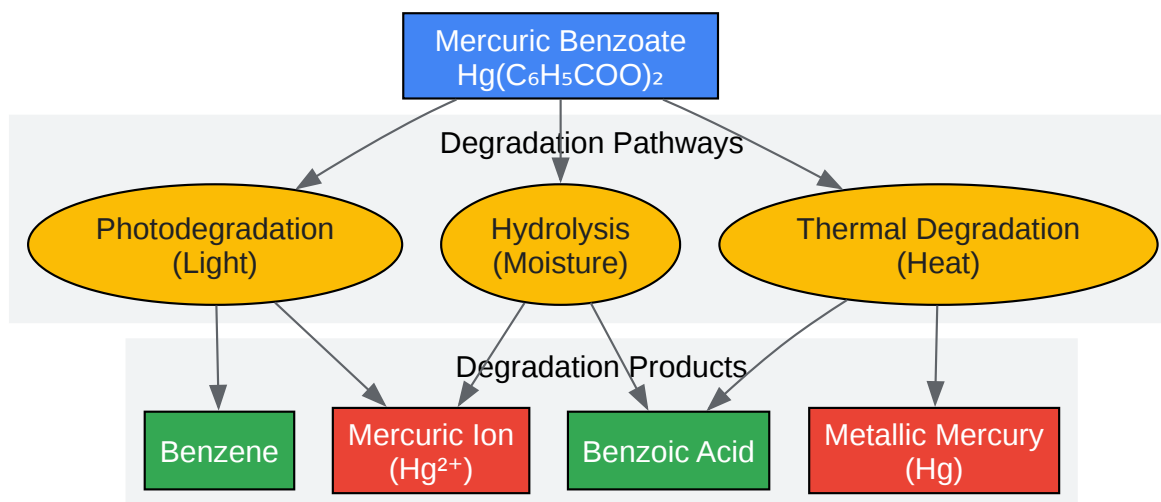 Mercuric Benzoate
Hg(C₆H₅COO)₂
Degradation Pathways
Photodegradation
(Light)
Hydrolysis
(Moisture)
Thermal Degradation
(Heat)
Degradation Products
Benzene
Mercuric Ion
(Hg²⁺)
Benzoic Acid
Metallic Mercury
(Hg)